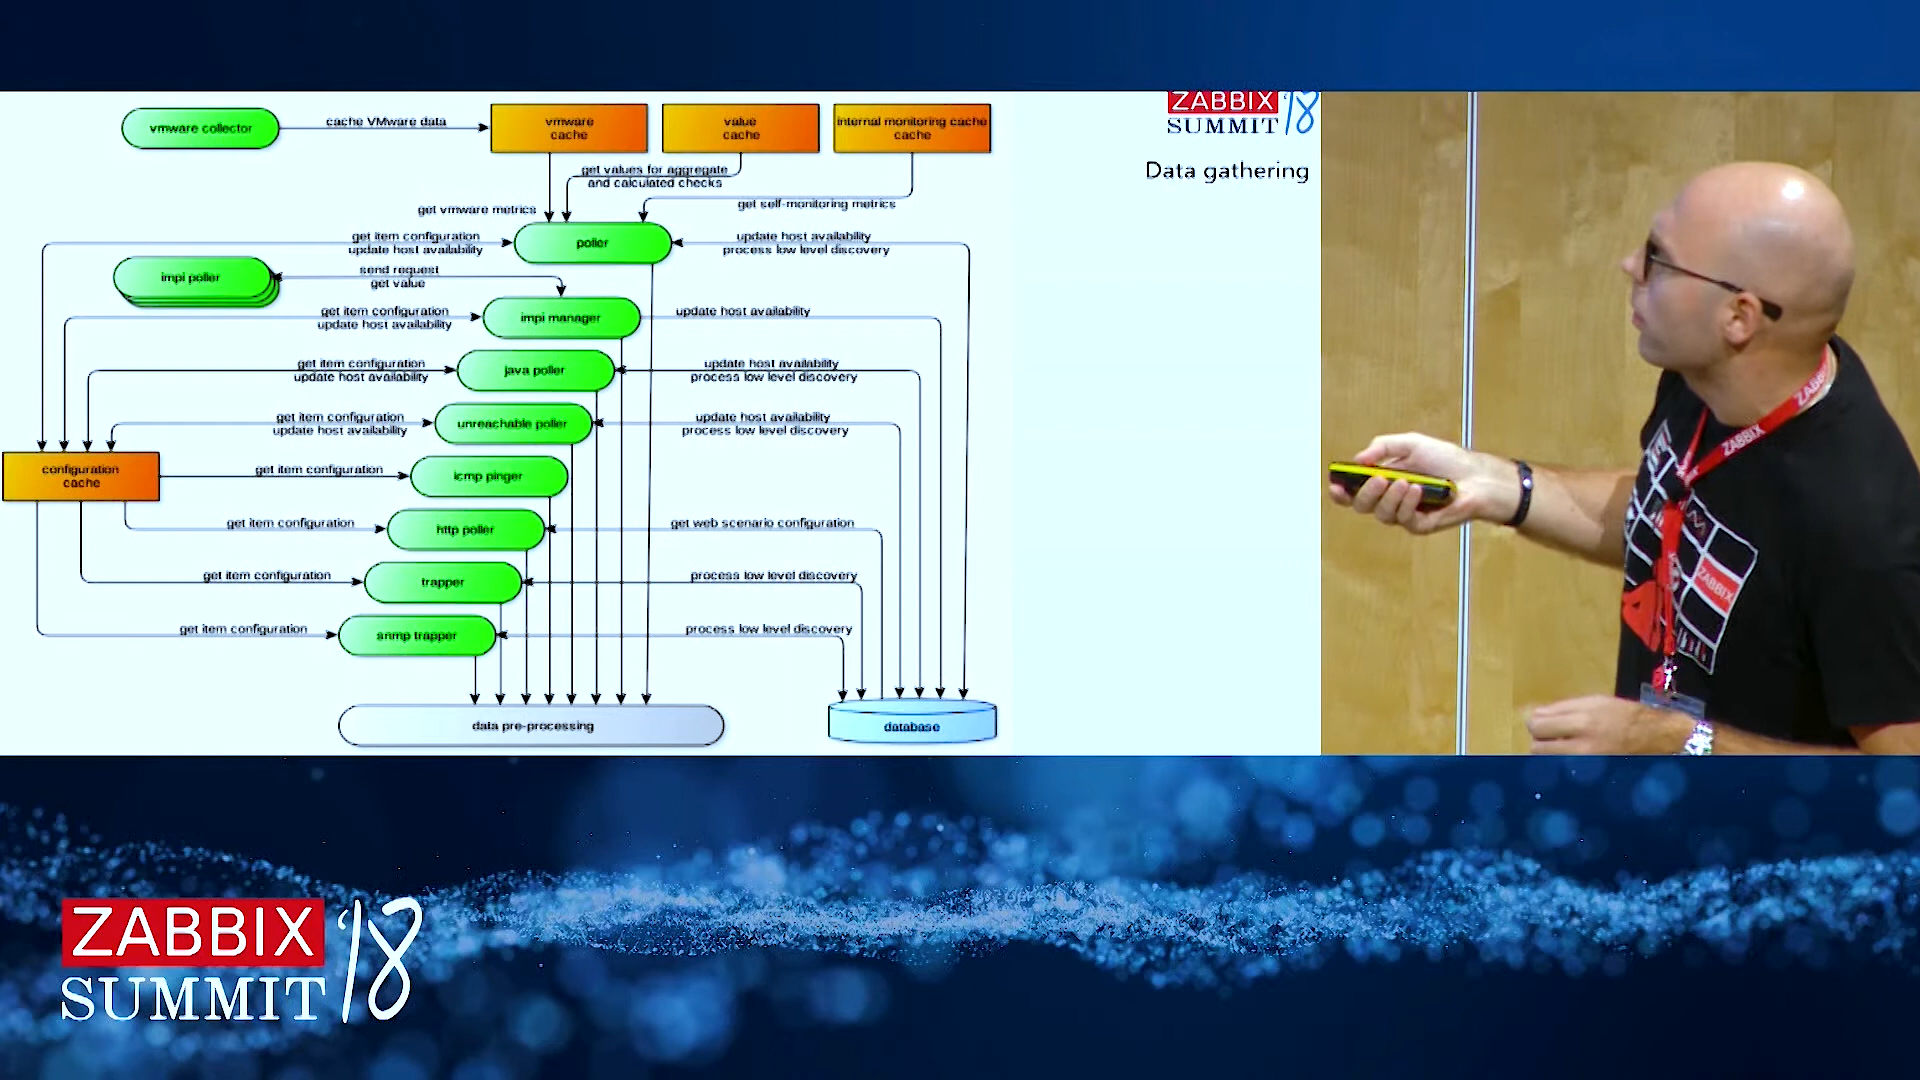 vmware collector
cache VMware data
vmware
cache
value
cache
internal monitoring cache
cache
get values for aggregate
and calculated checks
get vmware metrics
get self-monitoring metrics
get item configuration
update host availability
poller
update host availability
process low level discovery
impi poller
send request
get value
get item configuration
update host availability
impi manager
update host availability
get item configuration
update host availability
java poller
update host availability
process low level discovery
get item configuration
update host availability
unreachable poller
update host availability
process low level discovery
configuration
cache
get item configuration
icmp pinger
get item configuration
http poller
get web scenario configuration
get item configuration
trapper
process low level discovery
get item configuration
snmp trapper
process low level discovery
data pre-processing
database
ZABBIX '18
SUMMIT
Data gathering
ZABBIX
ZABBIX
ZABBIX
ZABBIX '18
SUMMIT